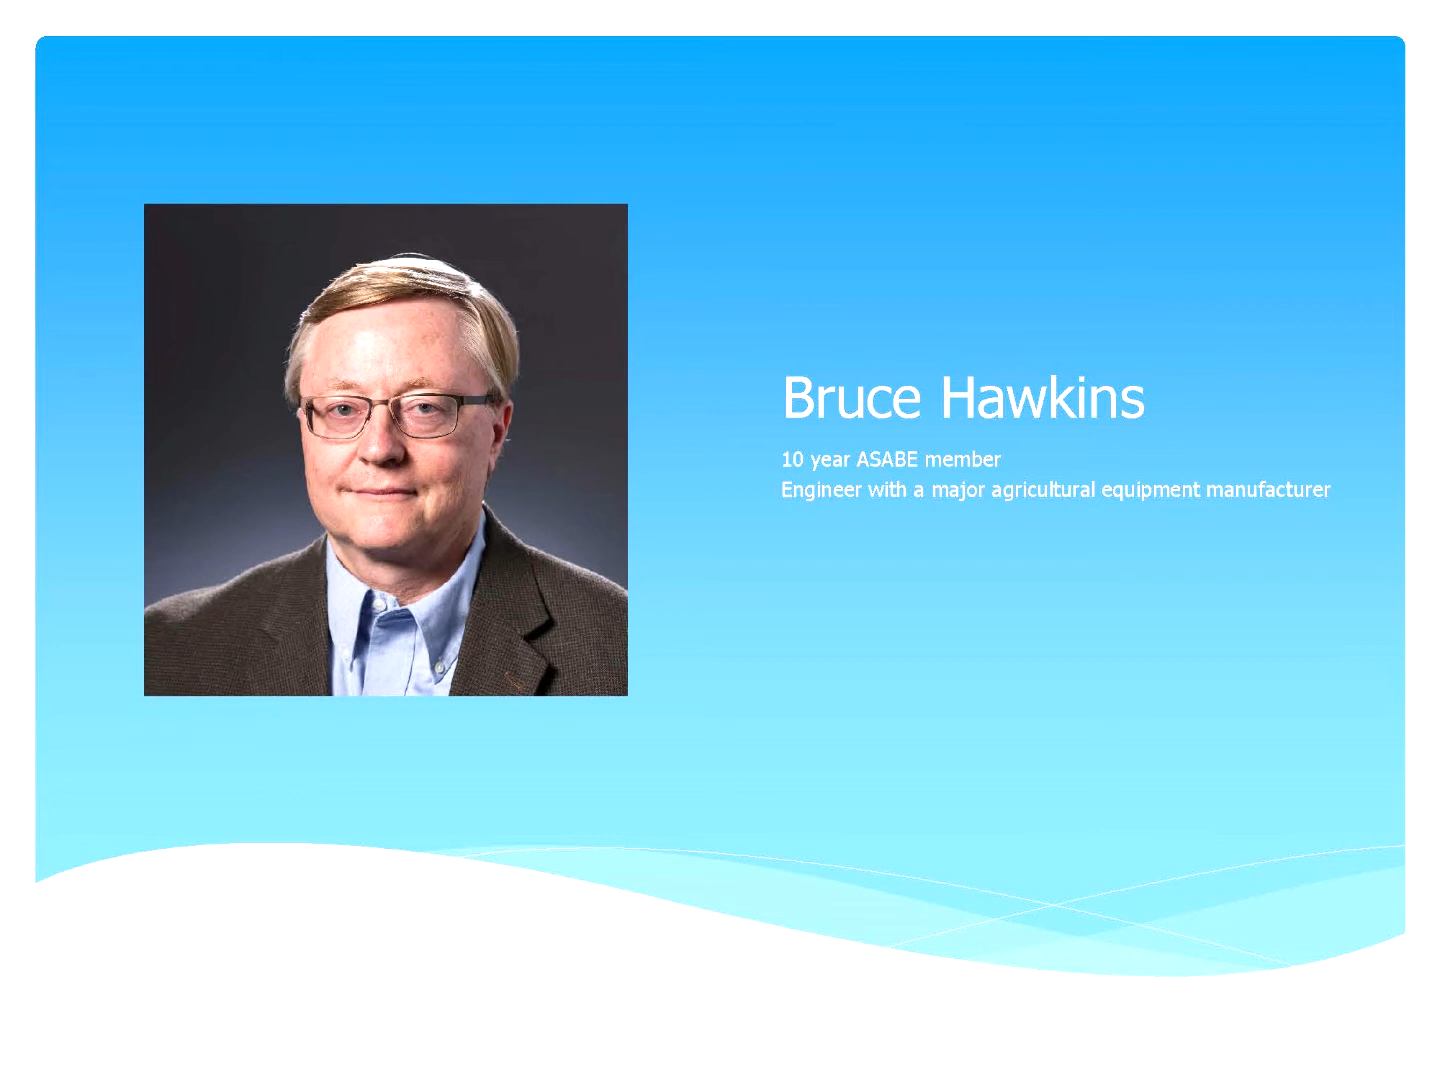 Bruce Hawkins
10 year ASABE member
Engineer with a major agricultural equipment manufacturer